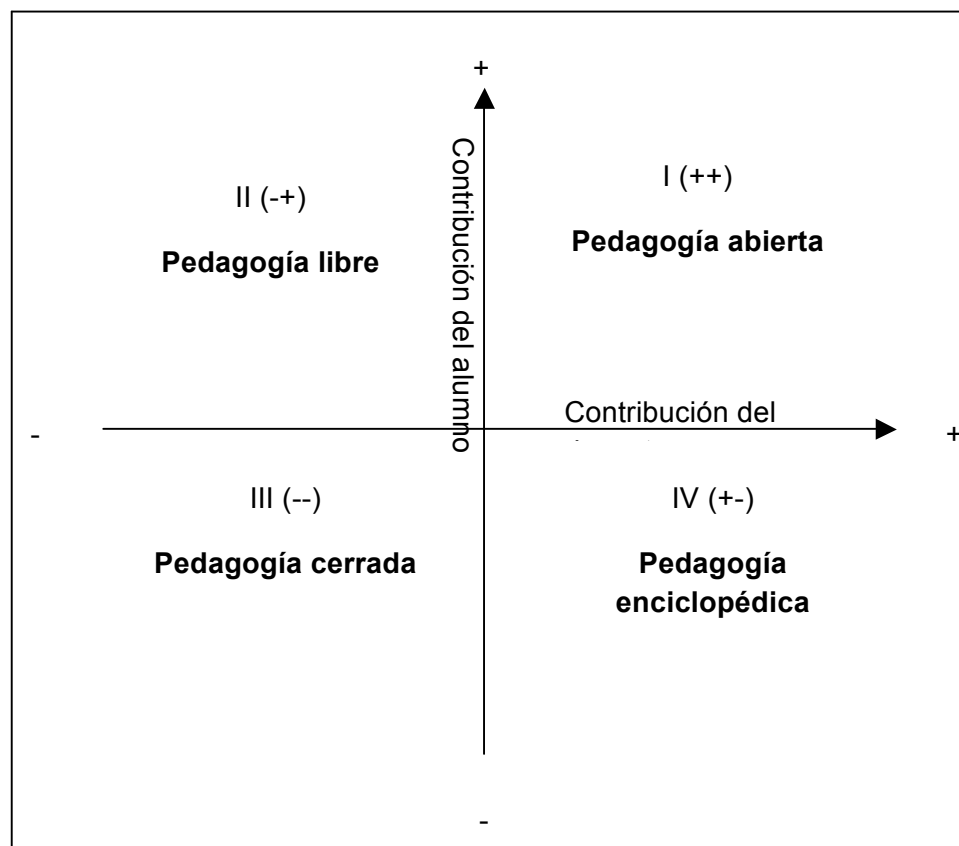 +
Contribución del alumno
I (++)
II (-+)
Pedagogía abierta
Pedagogía libre
Contribución del
-
+
III (--)
IV (+-)
Pedagogía cerrada
Pedagogía
enciclopédica
-